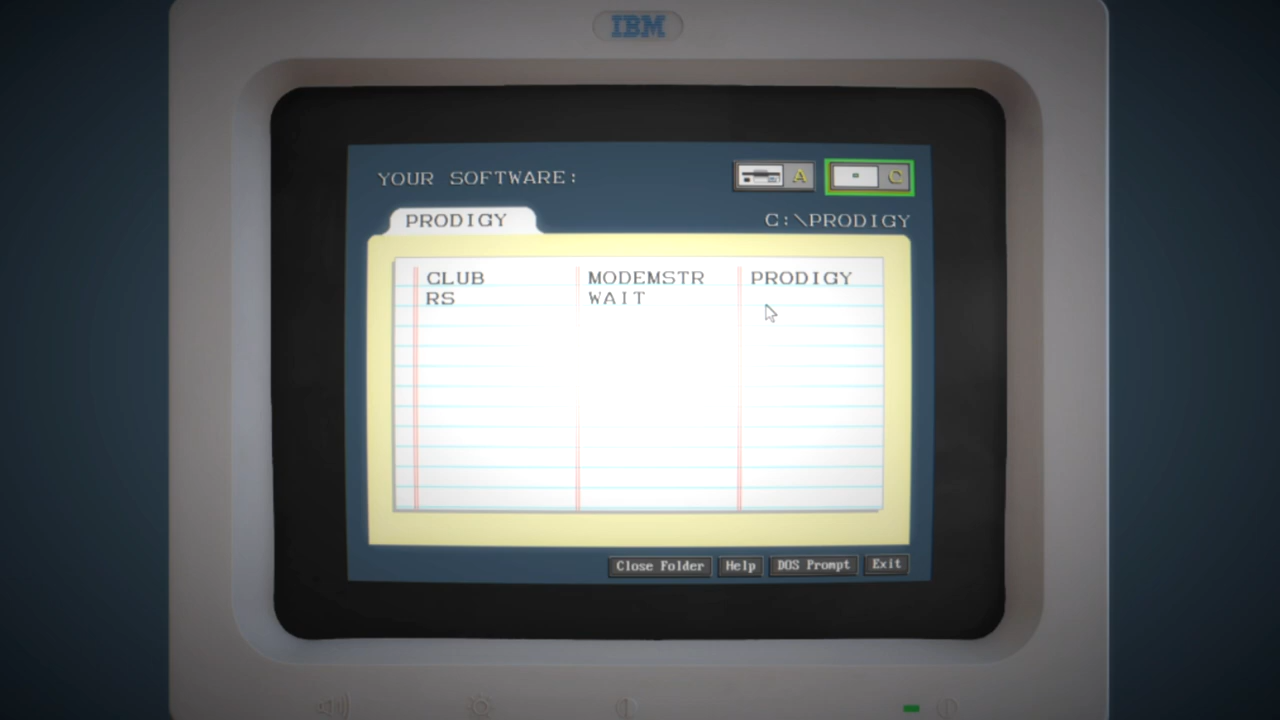 IBM
YOUR SOFTWARE:
A
C
PRODIGY
C:\PRODIGY
CLUB MODEMSTR PRODIGY
RS WAIT
Close Folder Help DOS Prompt Exit